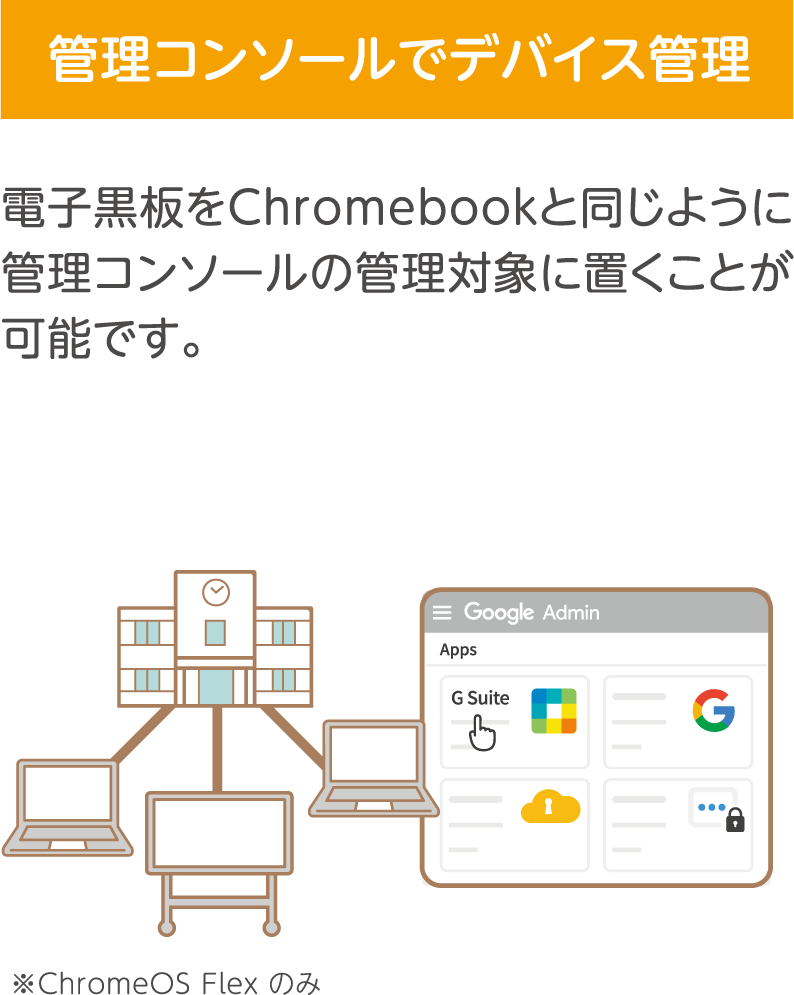 管理コンソールでデバイス管理
電子黒板をChromebookと同じように
管理コンソールの管理対象に置くことが
可能です。
Google Admin
Apps
G Suite
※ChromeOS Flex のみ